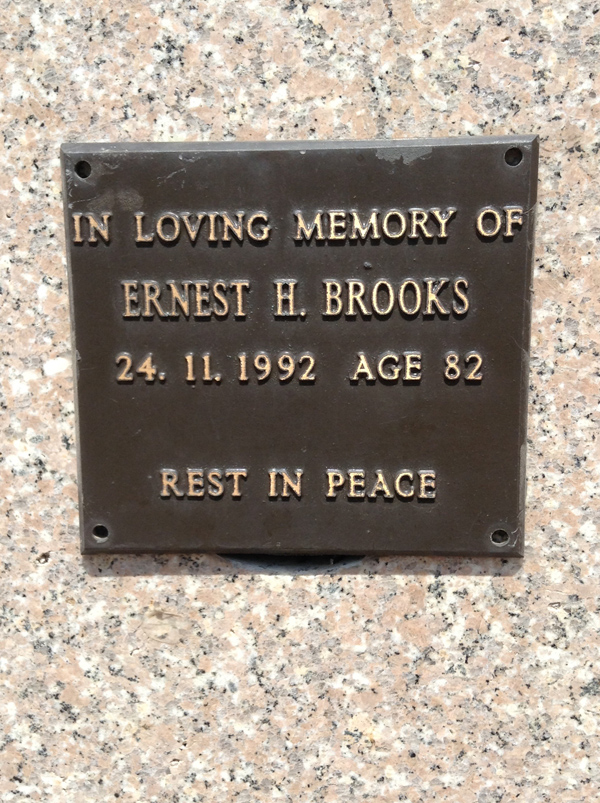 IN LOVING MEMORY OF
ERNEST H. BROOKS
24. 11. 1992 AGE 82
REST IN PEACE